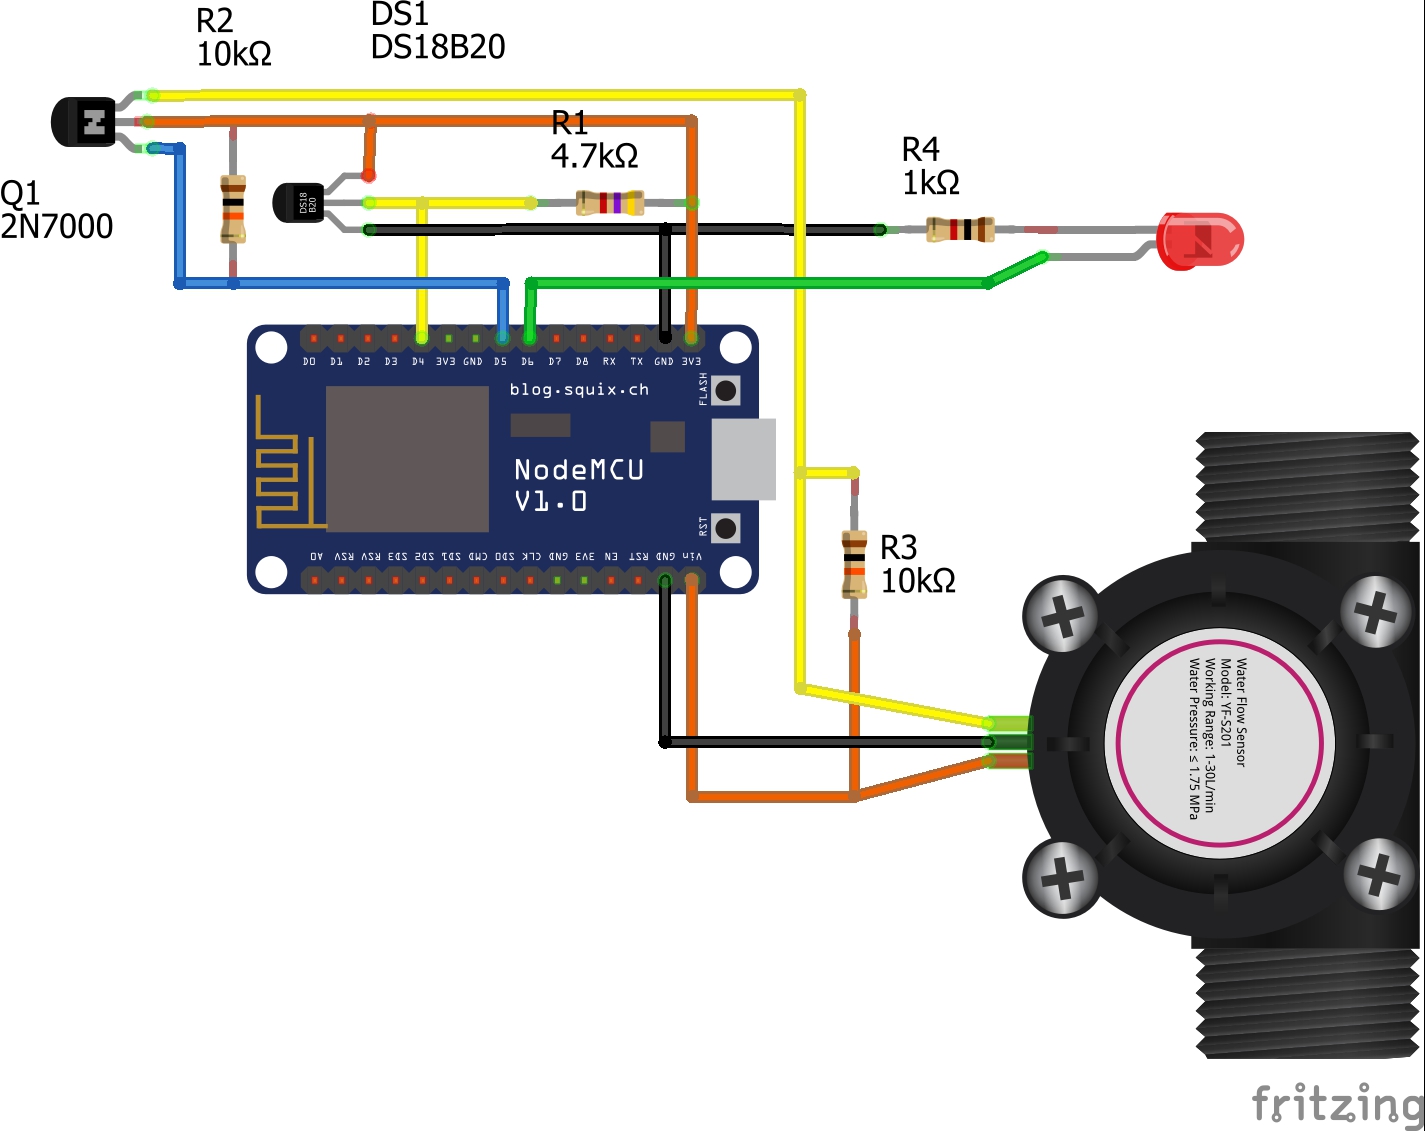 R2
10kΩ
DS1
DS18B20
R1
4.7kΩ
R4
1kΩ
Q1
2N7000
N
DS18
B20
D0 D1 D2 D3 D4 3V3 GND D5 D6 D7 D8 RX TX GND 3V3
blog.squix.ch
FLASH
NodeMCU
V1.0
RST
A0 RSV RSV SD3 SD2 SD1 CMD SD0 CLK GND 3V3 EN RST GND Vin
R3
10kΩ
Water Flow Sensor
Model: YF-S201
Working Range: 1-30L/min
Water Pressure: ≤ 1.75 MPa
fritzing